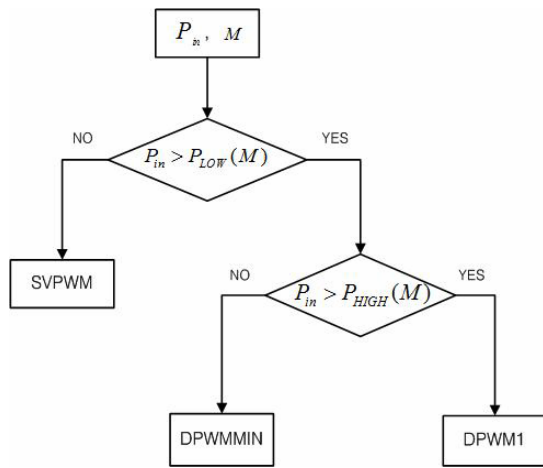 P_in, M
NO
YES
P_in > P_LOW(M)
SVPWM
NO
YES
P_in > P_HIGH(M)
DPWMMIN
DPWM1